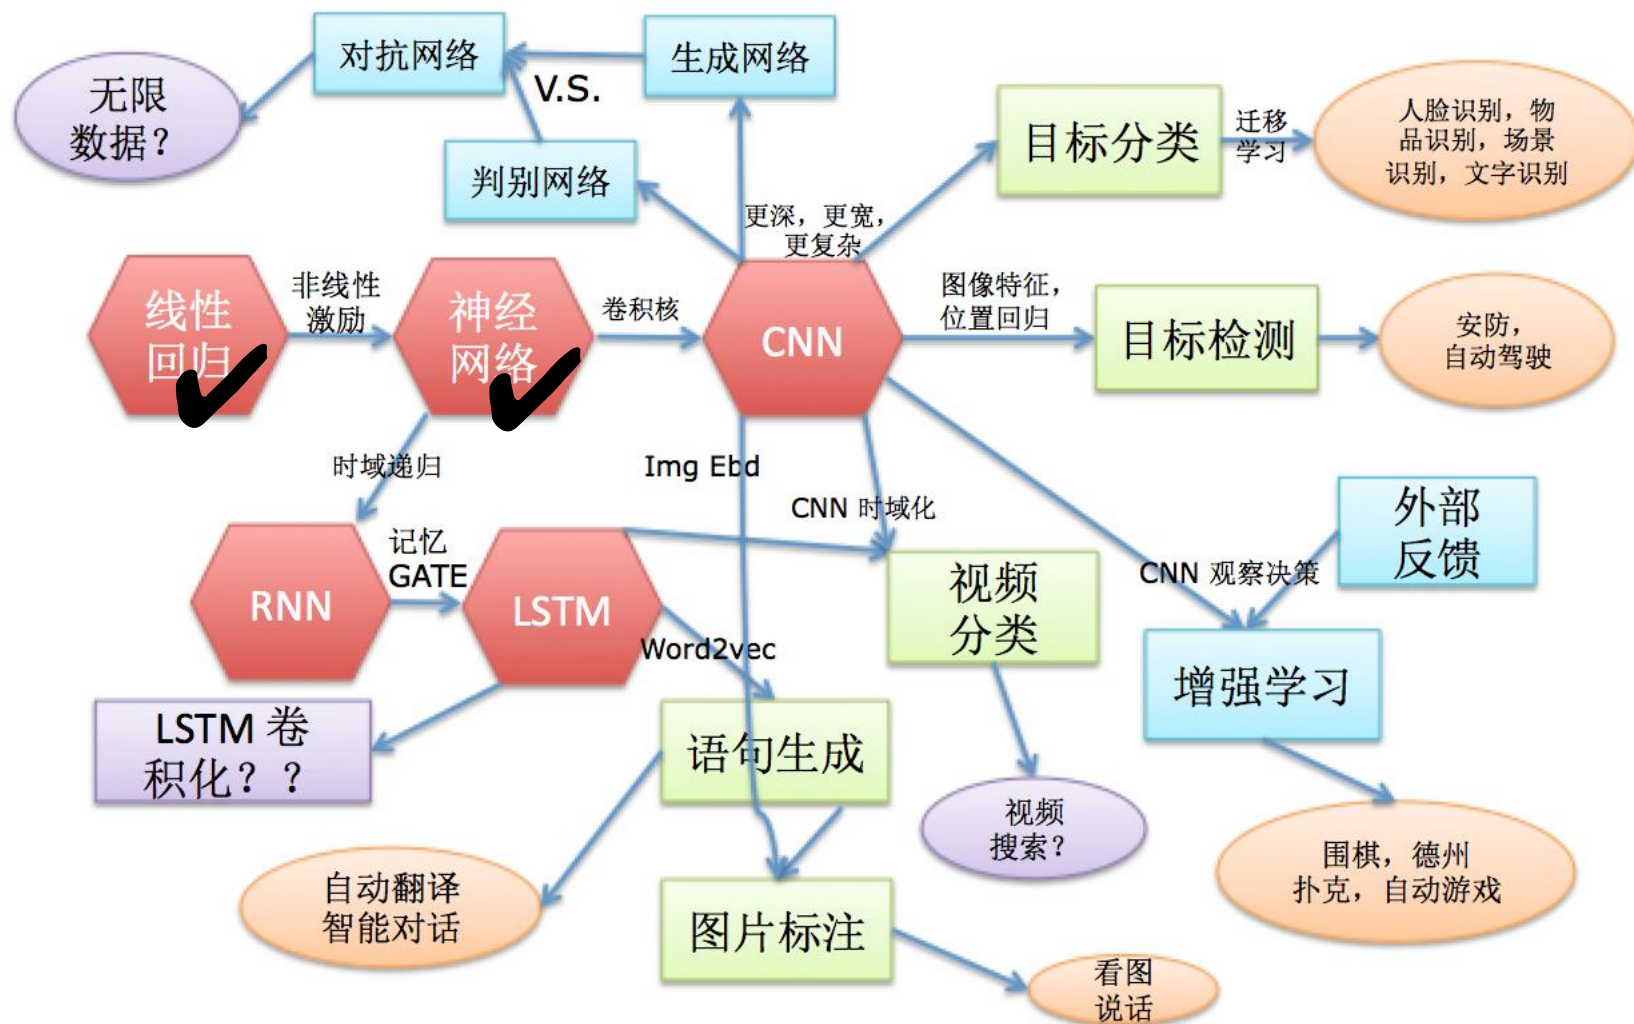 对抗网络
生成网络
无限
数据？
V.S.
判别网络
目标分类
迁移
学习
人脸识别，物
品识别，场景
识别，文字识别
更深，更宽，
更复杂
线性
回归
非线性
激励
神经
网络
卷积核
CNN
图像特征，
位置回归
目标检测
安防，
自动驾驶
时域递归
Img Ebd
CNN 时域化
外部
反馈
RNN
记忆
GATE
LSTM
视频
分类
CNN 观察决策
Word2vec
增强学习
LSTM 卷
积化？？
语句生成
视频
搜索？
围棋，德州
扑克，自动游戏
自动翻译
智能对话
图片标注
看图
说话